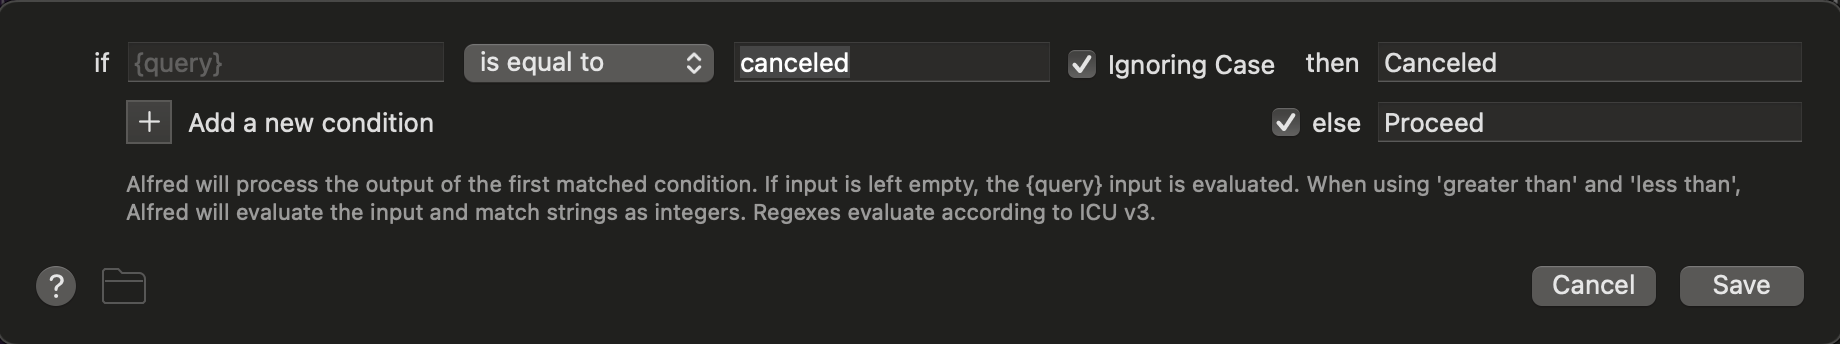 if {query} is equal to canceled Ignoring Case then Canceled
+ Add a new condition else Proceed
Alfred will process the output of the first matched condition. If input is left empty, the {query} input is evaluated. When using 'greater than' and 'less than',
Alfred will evaluate the input and match strings as integers. Regexes evaluate according to ICU v3.
? Cancel Save